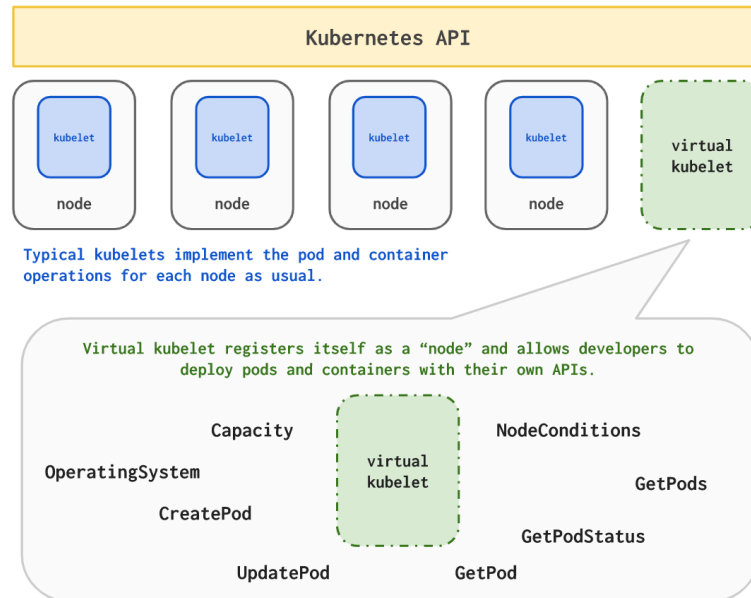 Kubernetes API
kubelet
kubelet
kubelet
kubelet
virtual
kubelet
node
node
node
node
Typical kubelets implement the pod and container
operations for each node as usual.
Virtual kubelet registers itself as a “node” and allows developers to
deploy pods and containers with their own APIs.
Capacity
NodeConditions
virtual
kubelet
OperatingSystem
GetPods
CreatePod
GetPodStatus
UpdatePod
GetPod